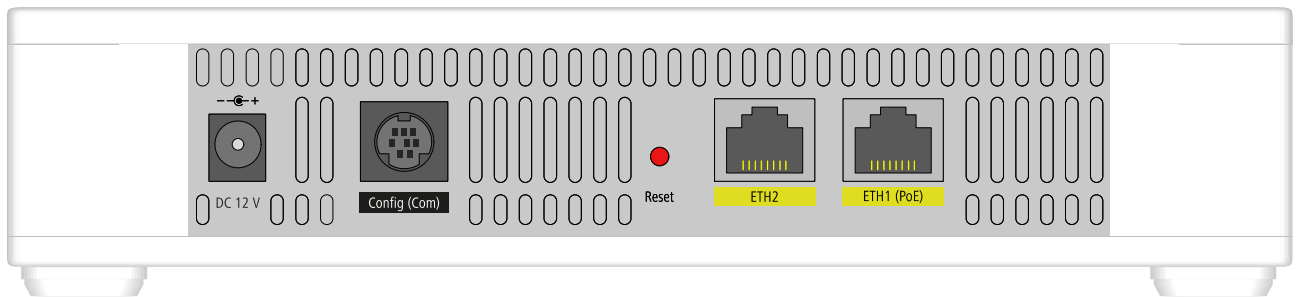 DC 12 V
Config (Com)
Reset
ETH2
ETH1 (PoE)